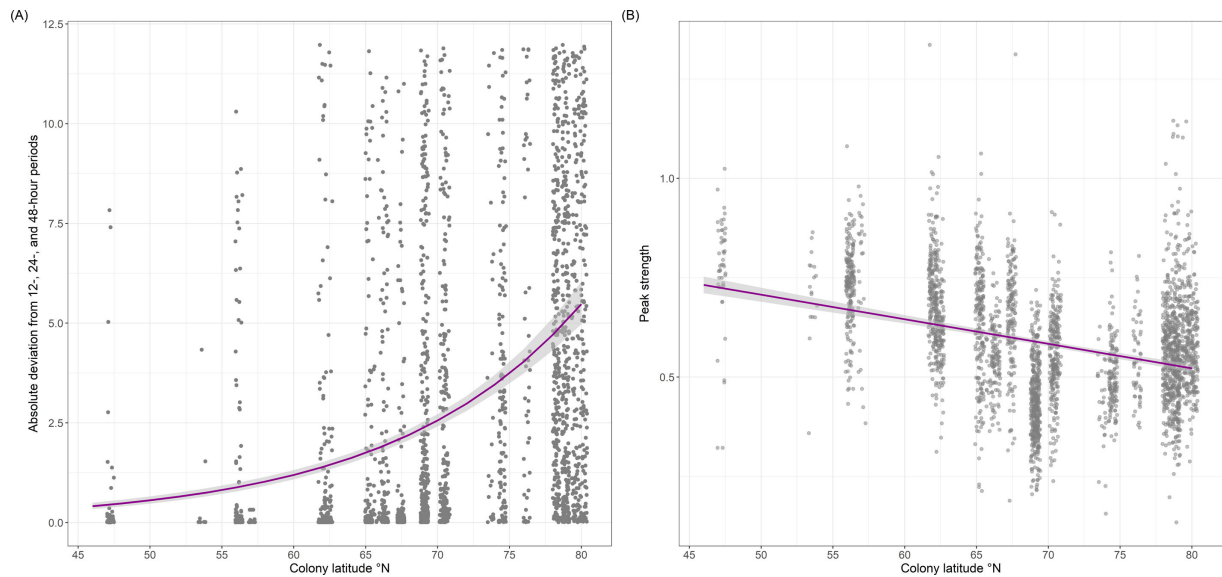 (A)
Absolute deviation from 12-, 24-, and 48-hour periods
12.5
10.0
7.5
5.0
2.5
0.0
45 50 55 60 65 70 75 80
Colony latitude °N
(B)
Peak strength
1.0
0.5
45 50 55 60 65 70 75 80
Colony latitude °N